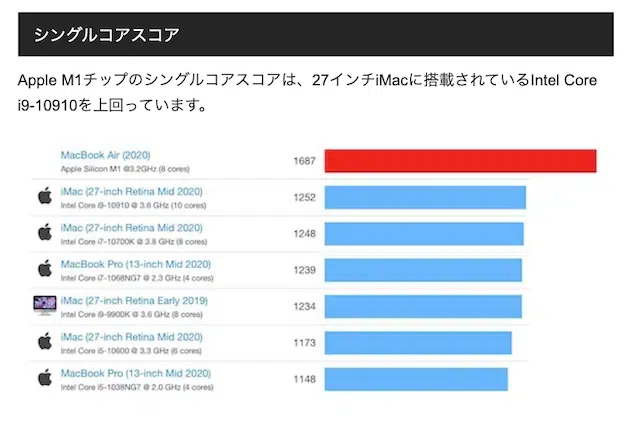 シングルコアスコア
Apple M1チップのシングルコアスコアは、27インチiMacに搭載されているIntel Core
i9-10910を上回っています。
MacBook Air (2020)
Apple Silicon M1 @3.2GHz (8 cores)
1687
iMac (27-inch Retina Mid 2020)
Intel Core i9-10910 @ 3.6 GHz (10 cores)
1252
iMac (27-inch Retina Mid 2020)
Intel Core i7-10700K @ 3.8 GHz (8 cores)
1248
MacBook Pro (13-inch Mid 2020)
Intel Core i7-1068NG7 @ 2.3 GHz (4 cores)
1239
iMac (27-inch Retina Early 2019)
Intel Core i9-9900K @ 3.6 GHz (8 cores)
1234
iMac (27-inch Retina Mid 2020)
Intel Core i5-10600 @ 3.3 GHz (6 cores)
1173
MacBook Pro (13-inch Mid 2020)
Intel Core i5-1038NG7 @ 2.0 GHz (4 cores)
1148